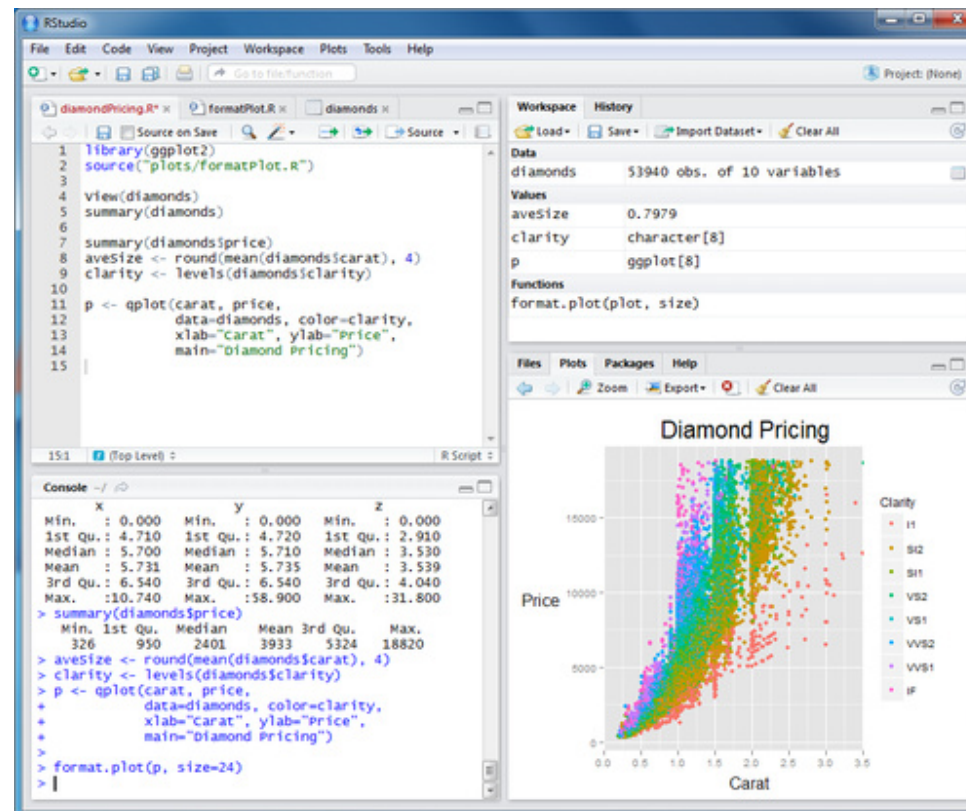 RStudio
File Edit Code View Project Workspace Plots Tools Help
Go to file/function
Project: (None)
diamondPricing.R* formatPlot.R diamonds
Source on Save Source
1 library(ggplot2)
2 source("plots/formatPlot.R")
3
4 View(diamonds)
5 summary(diamonds)
6
7 summary(diamonds$price)
8 aveSize <- round(mean(diamonds$carat), 4)
9 clarity <- levels(diamonds$clarity)
10
11 p <- qplot(carat, price,
12 data=diamonds, color=clarity,
13 xlab="Carat", ylab="Price",
14 main="Diamond Pricing")
15
15:1 (Top Level) R Script
Console ~/
x y z
Min. : 0.000 Min. : 0.000 Min. : 0.000
1st Qu.: 4.710 1st Qu.: 4.720 1st Qu.: 2.910
Median : 5.700 Median : 5.710 Median : 3.530
Mean : 5.731 Mean : 5.735 Mean : 3.539
3rd Qu.: 6.540 3rd Qu.: 6.540 3rd Qu.: 4.040
Max. :10.740 Max. :58.900 Max. :31.800
> summary(diamonds$price)
Min. 1st Qu. Median Mean 3rd Qu. Max.
326 950 2401 3933 5324 18820
> aveSize <- round(mean(diamonds$carat), 4)
> clarity <- levels(diamonds$clarity)
> p <- qplot(carat, price,
+ data=diamonds, color=clarity,
+ xlab="Carat", ylab="Price",
+ main="Diamond Pricing")
>
> format.plot(p, size=24)
>
Workspace History
Load Save Import Dataset Clear All
Data
diamonds 53940 obs. of 10 variables
Values
aveSize 0.7979
clarity character[8]
p ggplot[8]
Functions
format.plot(plot, size)
Files Plots Packages Help
Zoom Export Clear All
Diamond Pricing
Price
15000
10000
5000
0
0.0 0.5 1.0 1.5 2.0 2.5 3.0 3.5
Carat
Clarity
I1
SI2
SI1
VS2
VS1
VVS2
VVS1
IF